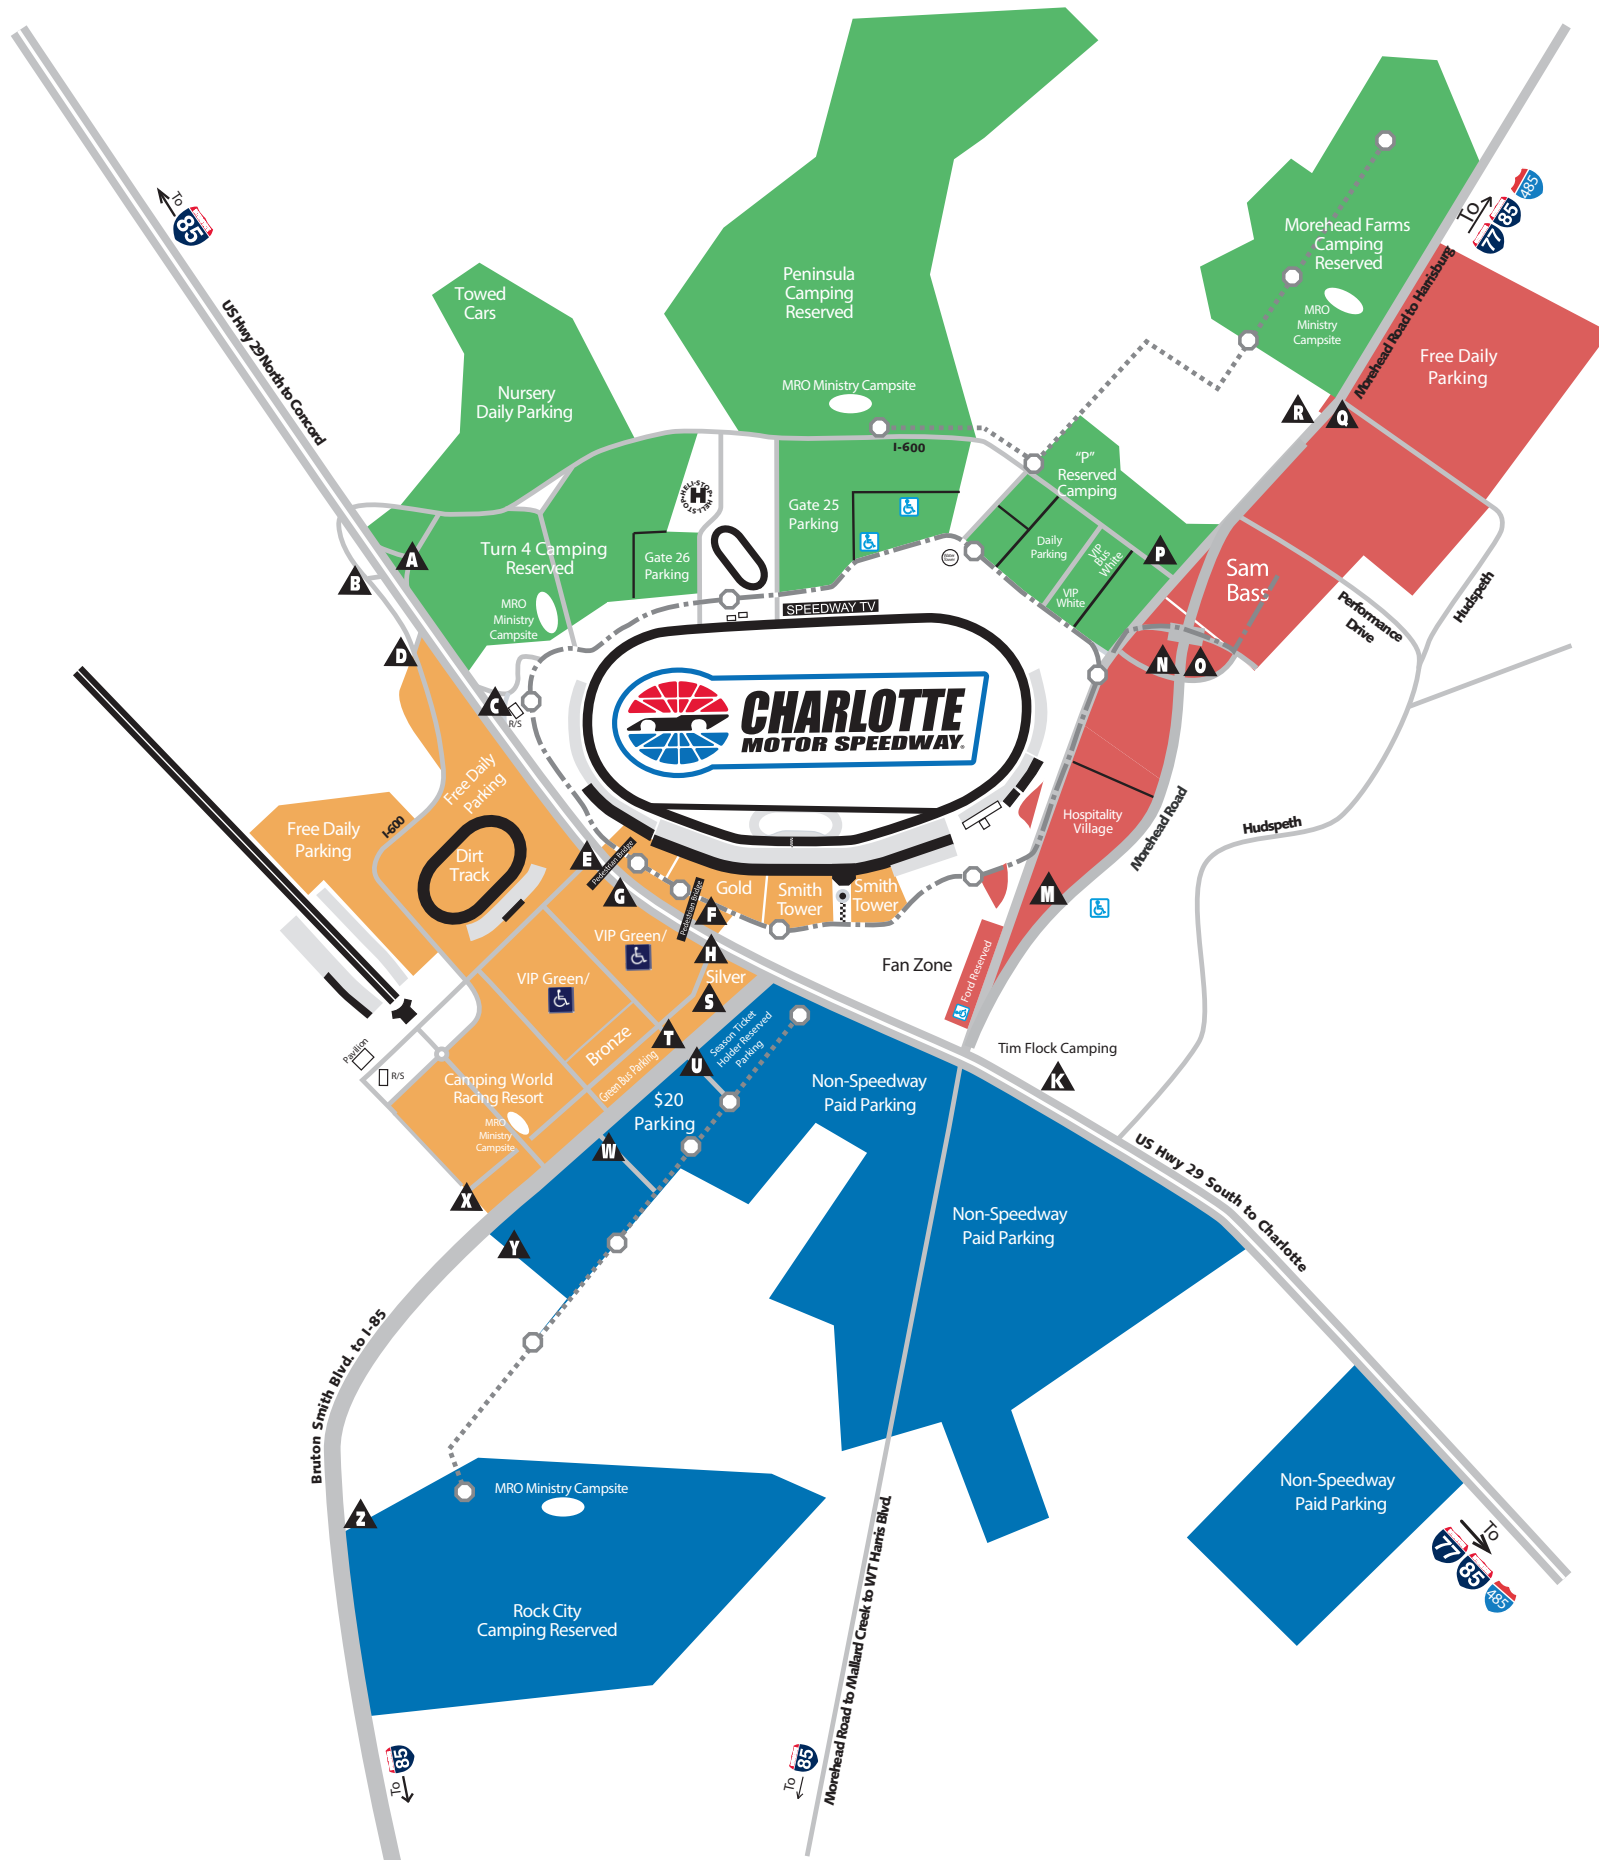 To
85
485
To
85
77
Morehead Farms
Camping
Reserved
MRO
Ministry
Campsite
Morehead Road to Harrisburg
Free Daily
Parking
US Hwy 29 North to Concord
Towed
Cars
Nursery
Daily Parking
Peninsula
Camping
Reserved
MRO Ministry Campsite
I-600
R
Q
"P"
Reserved
Camping
HELI-STOP
H
HELI-STOP
Gate 25
Parking
A
B
Turn 4 Camping
Reserved
MRO
Ministry
Campsite
Gate 26
Parking
Daily
Parking
VIP
Bus
White
VIP
White
P
Sam
Bass
Performance
Drive
Hudspeth
SPEEDWAY TV
D
C
R/S
N
O
CHARLOTTE
MOTOR SPEEDWAY
Free Daily
Parking
Free Daily
Parking
I-600
Dirt
Track
Hospitality
Village
Morehead Road
Hudspeth
E
Pedestrian Bridge
G
Pedestrian Bridge
F
Gold
Smith
Tower
Smith
Tower
M
VIP Green/
VIP Green/
H
Silver
S
Fan Zone
Ford Reserved
Pavilion
R/S
Bronze
Green Bus Parking
T
U
Season Ticket
Holder Reserved
Parking
Tim Flock Camping
K
Camping World
Racing Resort
MRO
Ministry
Campsite
$20
Parking
Non-Speedway
Paid Parking
W
X
Y
US Hwy 29 South to Charlotte
Non-Speedway
Paid Parking
Bruton Smith Blvd. to I-85
Z
MRO Ministry Campsite
Rock City
Camping Reserved
Morehead Road to Mallard Creek to WT Harris Blvd.
Non-Speedway
Paid Parking
To
77
85
485
85
To
85
To